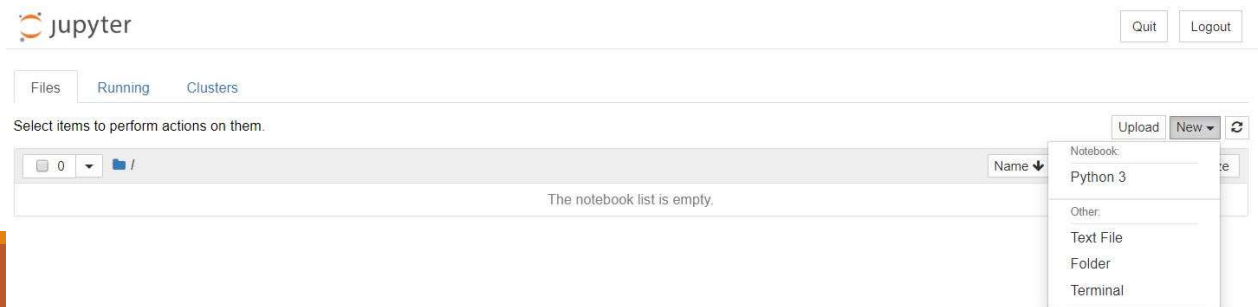 jupyter
Quit Logout
Files Running Clusters
Select items to perform actions on them.
Upload New
0 /
Name ze
The notebook list is empty.
Notebook:
Python 3
Other:
Text File
Folder
Terminal